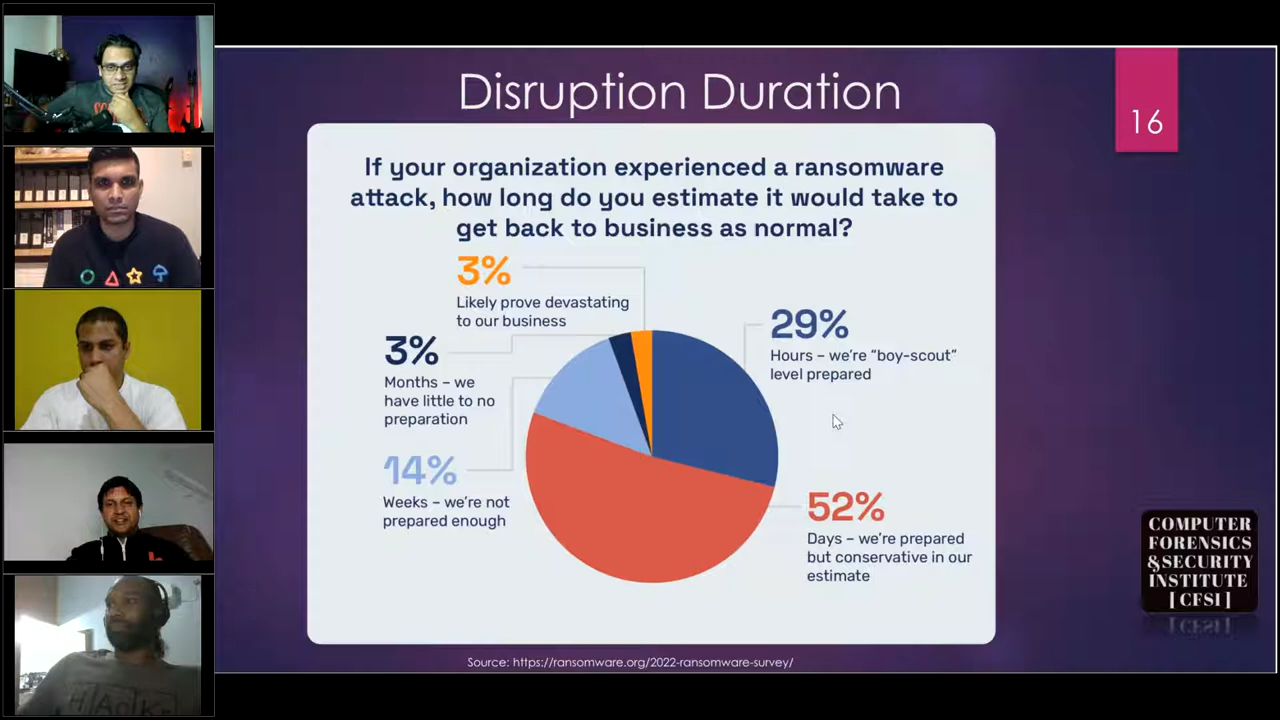 Disruption Duration
16
If your organization experienced a ransomware
attack, how long do you estimate it would take to
get back to business as normal?
3%
Likely prove devastating
to our business
29%
Hours – we're "boy-scout"
level prepared
3%
Months – we
have little to no
preparation
14%
Weeks – we're not
prepared enough
52%
Days – we're prepared
but conservative in our
estimate
COMPUTER
FORENSICS
&SECURITY
INSTITUTE
[ CFSI ]
Source: https://ransomware.org/2022-ransomware-survey/